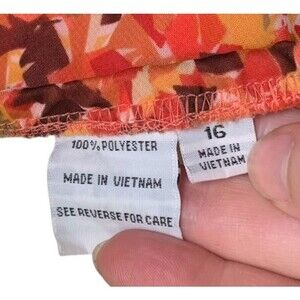 100% POLYESTER
MADE IN VIETNAM
SEE REVERSE FOR CARE
16
MADE IN
VIETNAM